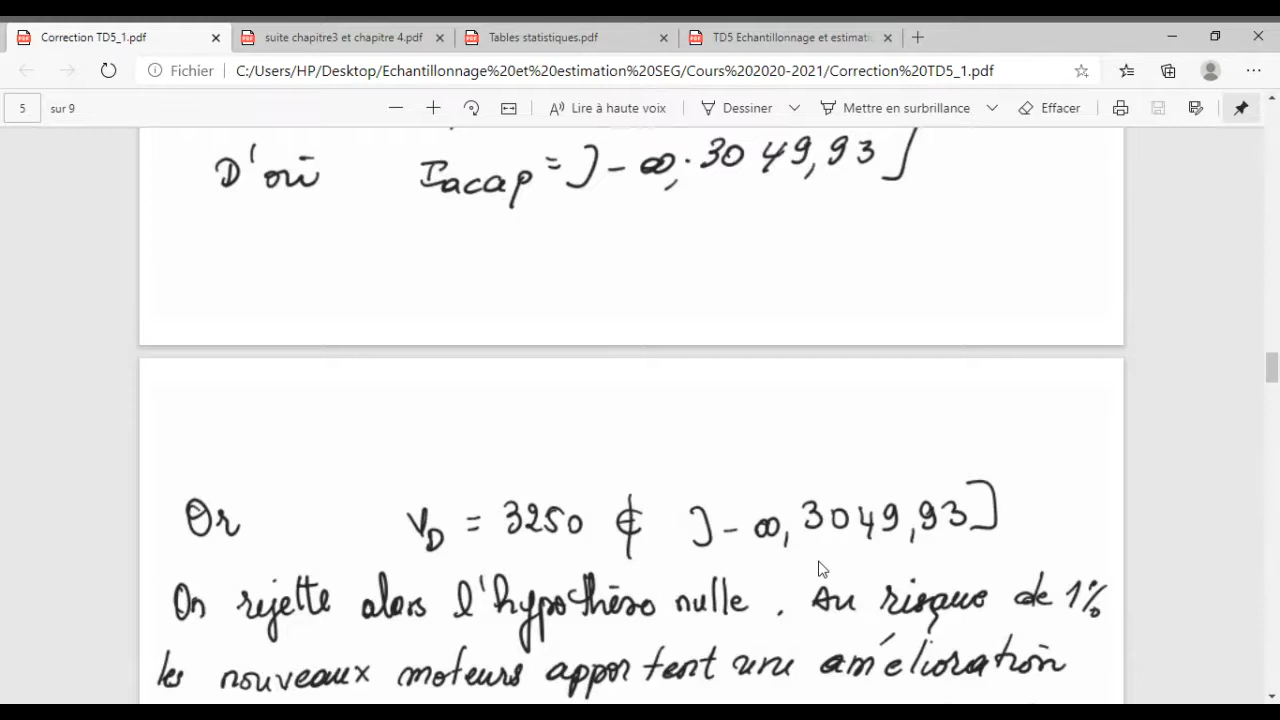 Correction TD5_1.pdf
suite chapitre3 et chapitre 4.pdf
Tables statistiques.pdf
TD5 Echantillonnage et estimati
Fichier
C:/Users/HP/Desktop/Echantillonnage%20et%20estimation%20SEG/Cours%202020-2021/Correction%20TD5_1.pdf
5 sur 9
Lire à haute voix
Dessiner
Mettre en surbrillance
Effacer
D'où Iacap = ]-∞, 3049,93]
Or VD = 3250 ∉ ]-∞, 3049,93]
On rejette alors l'hypothèse nulle. Au risque de 1%
les nouveaux moteurs apportent une amélioration